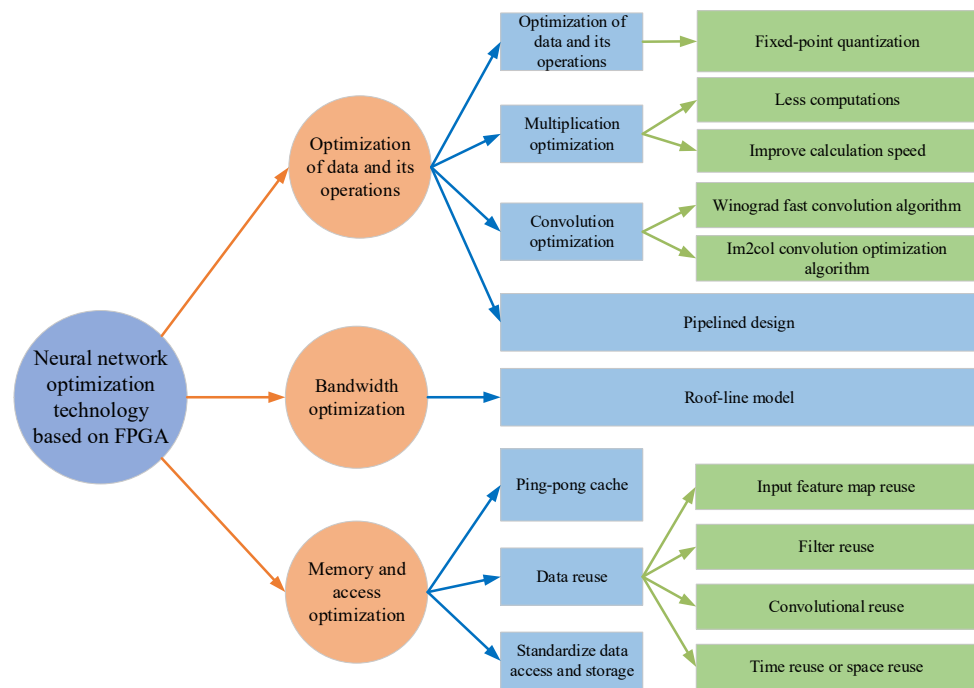 Neural network
optimization
technology
based on FPGA
Optimization
of data and its
operations
Bandwidth
optimization
Memory and
access
optimization
Optimization of
data and its
operations
Multiplication
optimization
Convolution
optimization
Pipelined design
Roof-line model
Ping-pong cache
Data reuse
Standardize data
access and storage
Fixed-point quantization
Less computations
Improve calculation speed
Winograd fast convolution algorithm
Im2col convolution optimization
algorithm
Input feature map reuse
Filter reuse
Convolutional reuse
Time reuse or space reuse